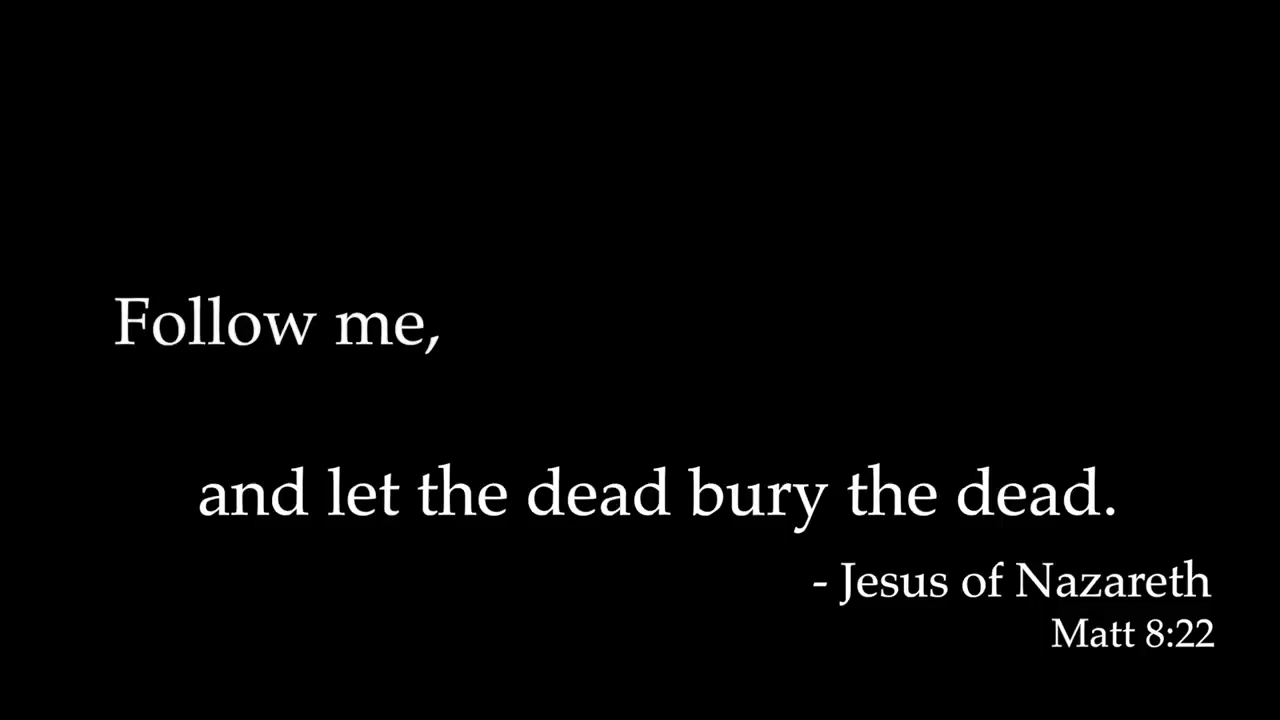 Follow me,
and let the dead bury the dead.
- Jesus of Nazareth
Matt 8:22